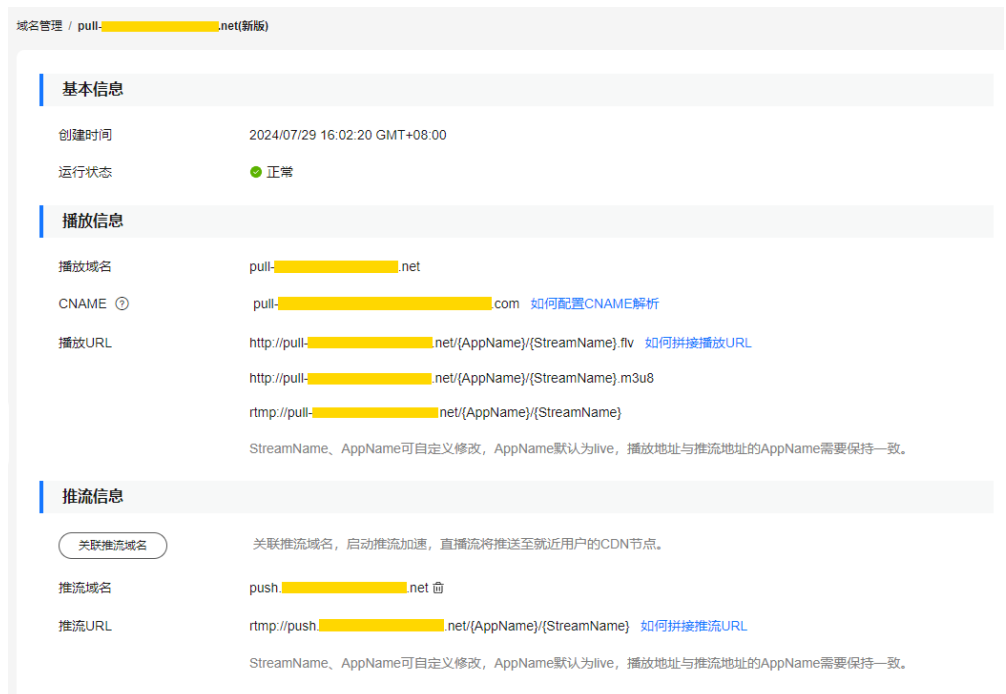 域名管理 / pull-.net(新版)
基本信息
创建时间 2024/07/29 16:02:20 GMT+08:00
运行状态 正常
播放信息
播放域名 pull-.net
CNAME ? pull-.com 如何配置CNAME解析
播放URL http://pull-.net/{AppName}/{StreamName}.flv 如何拼接播放URL
http://pull-.net/{AppName}/{StreamName}.m3u8
rtmp://pull-net/{AppName}/{StreamName}
StreamName、AppName可自定义修改，AppName默认为live，播放地址与推流地址的AppName需要保持一致。
推流信息
关联推流域名 关联推流域名，启动推流加速，直播流将推送至就近用户的CDN节点。
推流域名 push..net
推流URL rtmp://push..net/{AppName}/{StreamName} 如何拼接推流URL
StreamName、AppName可自定义修改，AppName默认为live，播放地址与推流地址的AppName需要保持一致。